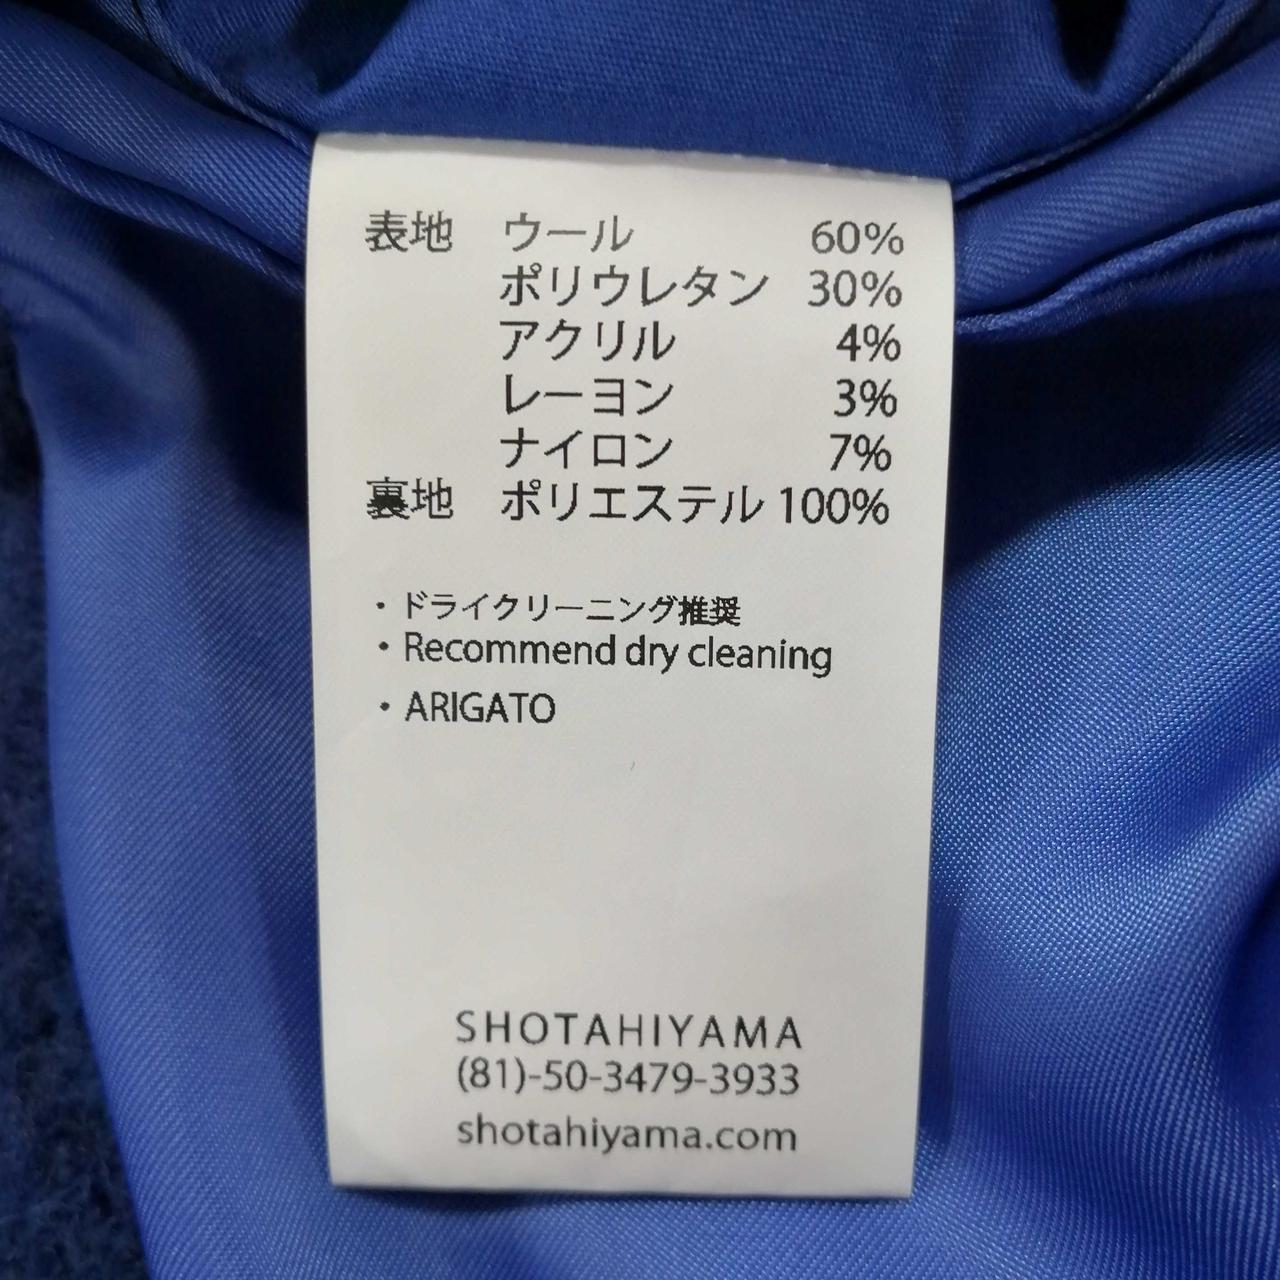 表地 ウール 60%
ポリウレタン 30%
アクリル 4%
レーヨン 3%
ナイロン 7%
裏地 ポリエステル 100%
・ドライクリーニング推奨
・Recommend dry cleaning
・ARIGATO
SHOTAHIYAMA
(81)-50-3479-3933
shotahiyama.com